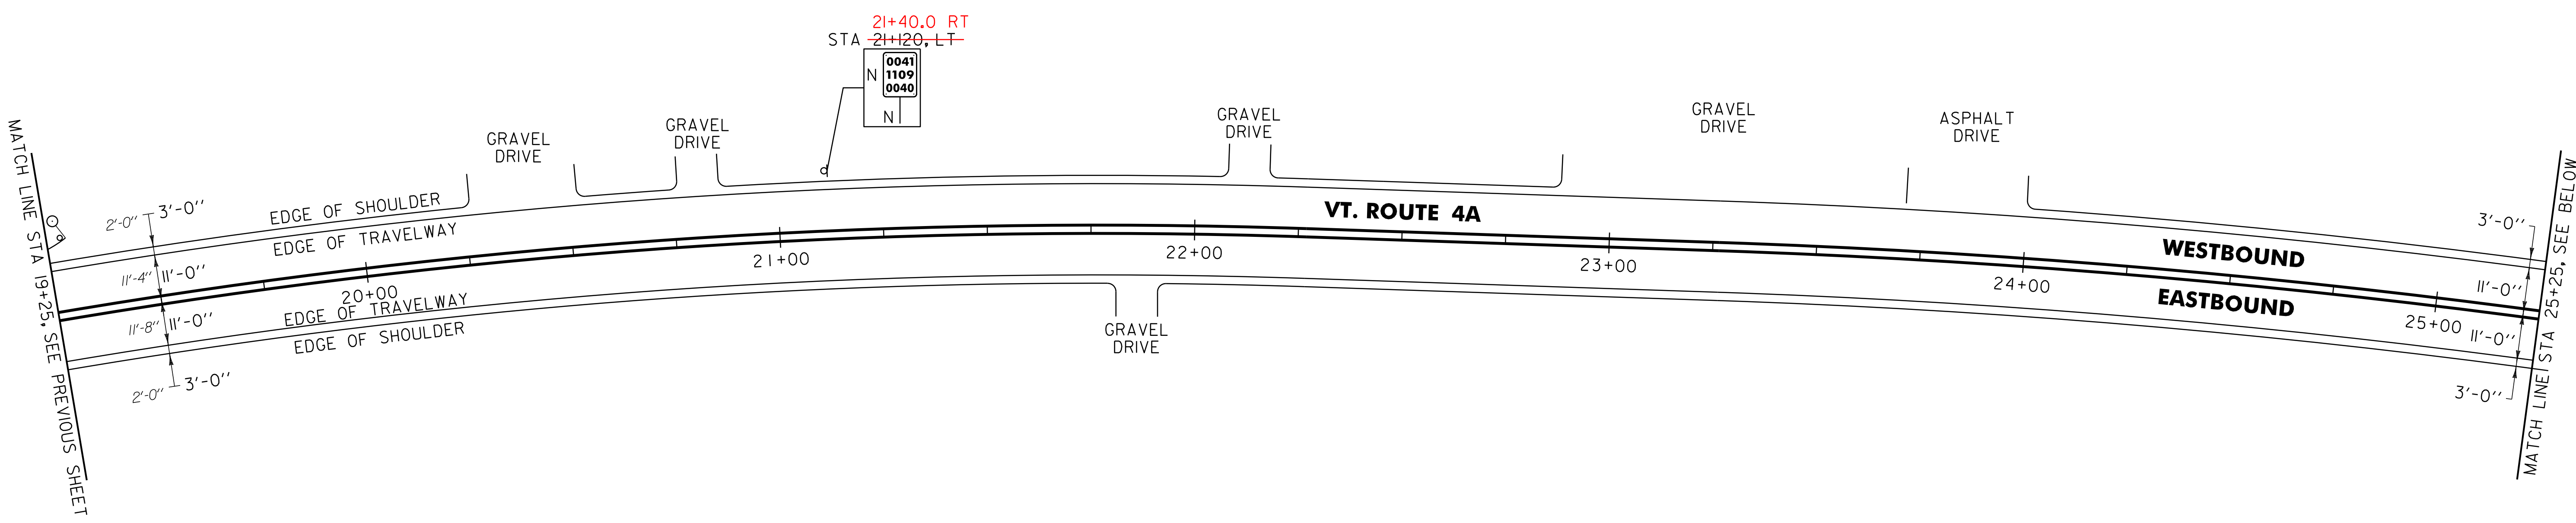 21+40.0 RT
STA 21+120, LT
N
0041
1109
0040
N
GRAVEL
DRIVE
GRAVEL
DRIVE
GRAVEL
DRIVE
GRAVEL
DRIVE
ASPHALT
DRIVE
MATCH LINE STA 19+25, SEE PREVIOUS SHEET
2'-0" 3'-0"
EDGE OF SHOULDER
EDGE OF TRAVELWAY
11'-4" 11'-0"
11'-8" 11'-0"
2'-0" 3'-0"
EDGE OF TRAVELWAY
EDGE OF SHOULDER
20+00
21+00
22+00
23+00
24+00
25+00
VT. ROUTE 4A
WESTBOUND
EASTBOUND
GRAVEL
DRIVE
3'-0"
11'-0"
11'-0"
3'-0"
MATCH LINE STA 25+25, SEE BELOW